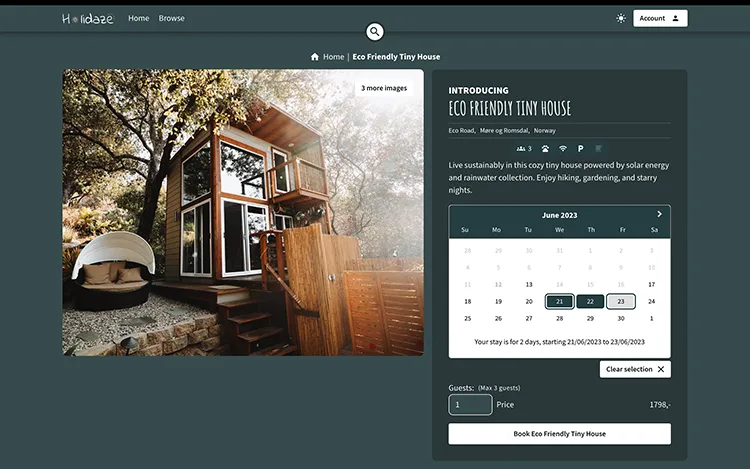 Holidaze
Home
Browse
Account
Home | Eco Friendly Tiny House
3 more images
INTRODUCING
ECO FRIENDLY TINY HOUSE
Eco Road, Møre og Romsdal, Norway
3
P
Live sustainably in this cozy tiny house powered by solar energy
and rainwater collection. Enjoy hiking, gardening, and starry
nights.
June 2023
Su Mo Tu We Th Fr Sa
28 29 30 31 1 2 3
4 5 6 7 8 9 10
11 12 13 14 15 16 17
18 19 20 21 22 23 24
25 26 27 28 29 30 1
Your stay is for 2 days, starting 21/06/2023 to 23/06/2023
Clear selection
Guests: (Max 3 guests)
1 Price 1798,-
Book Eco Friendly Tiny House